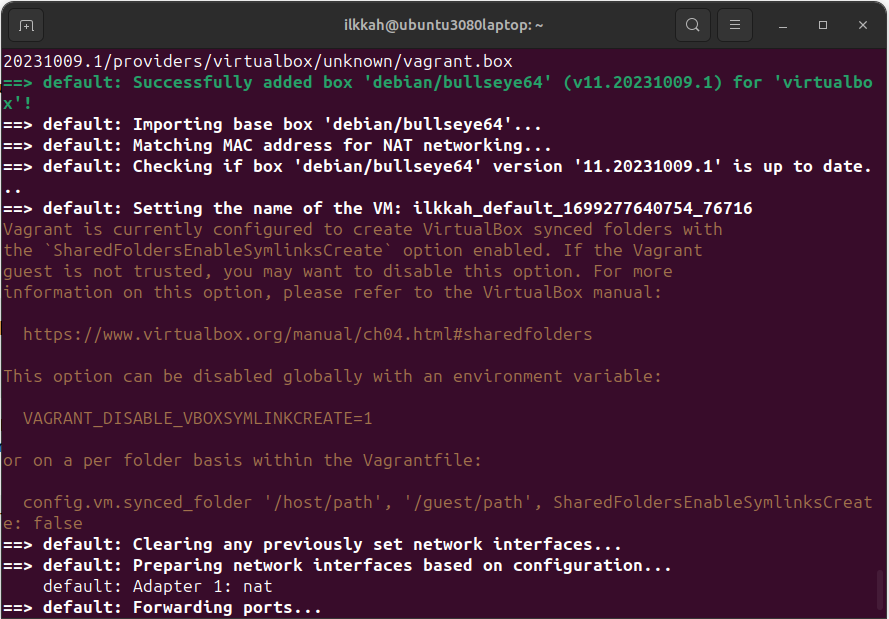 ilkkah@ubuntu3080laptop: ~
20231009.1/providers/virtualbox/unknown/vagrant.box
==> default: Successfully added box 'debian/bullseye64' (v11.20231009.1) for 'virtualbo
x'!
==> default: Importing base box 'debian/bullseye64'...
==> default: Matching MAC address for NAT networking...
==> default: Checking if box 'debian/bullseye64' version '11.20231009.1' is up to date.
..
==> default: Setting the name of the VM: ilkkah_default_1699277640754_76716
Vagrant is currently configured to create VirtualBox synced folders with
the `SharedFoldersEnableSymlinksCreate` option enabled. If the Vagrant
guest is not trusted, you may want to disable this option. For more
information on this option, please refer to the VirtualBox manual:
https://www.virtualbox.org/manual/ch04.html#sharedfolders
This option can be disabled globally with an environment variable:
VAGRANT_DISABLE_VBOXSYMLINKCREATE=1
or on a per folder basis within the Vagrantfile:
config.vm.synced_folder '/host/path', '/guest/path', SharedFoldersEnableSymlinksCreat
e: false
==> default: Clearing any previously set network interfaces...
==> default: Preparing network interfaces based on configuration...
default: Adapter 1: nat
==> default: Forwarding ports...